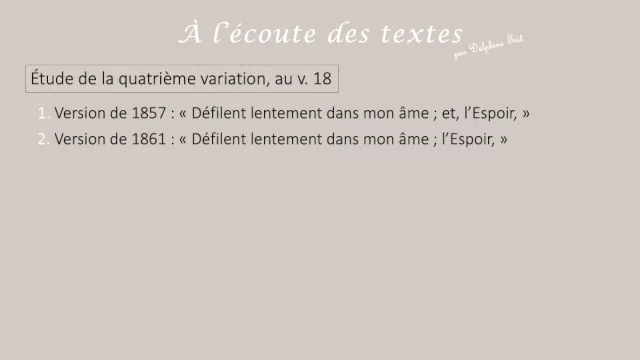 À l'écoute des textes
par Delphine
Étude de la quatrième variation, au v. 18
1. Version de 1857 : « Défilent lentement dans mon âme ; et, l'Espoir, »
2. Version de 1861 : « Défilent lentement dans mon âme ; l'Espoir, »